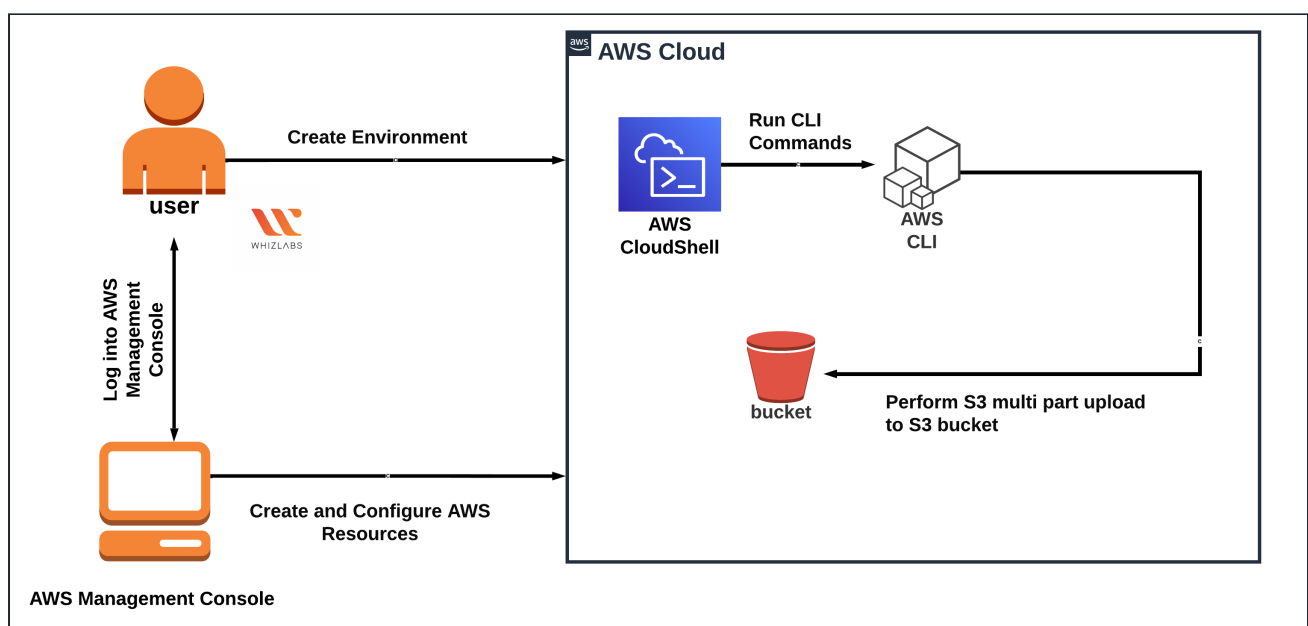 aws
AWS Cloud
Create Environment
user
WHIZLABS
Run CLI
Commands
AWS
CloudShell
AWS
CLI
Log into AWS
Management
Console
bucket
Perform S3 multi part upload
to S3 bucket
Create and Configure AWS
Resources
AWS Management Console